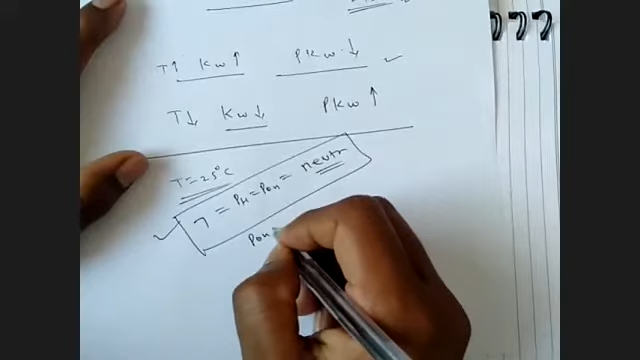 T↑ Kw↑ PKw↓ ✓
T↓ Kw↓ PKw↑
T=25°C
7 = PH = POH = neutr
POH